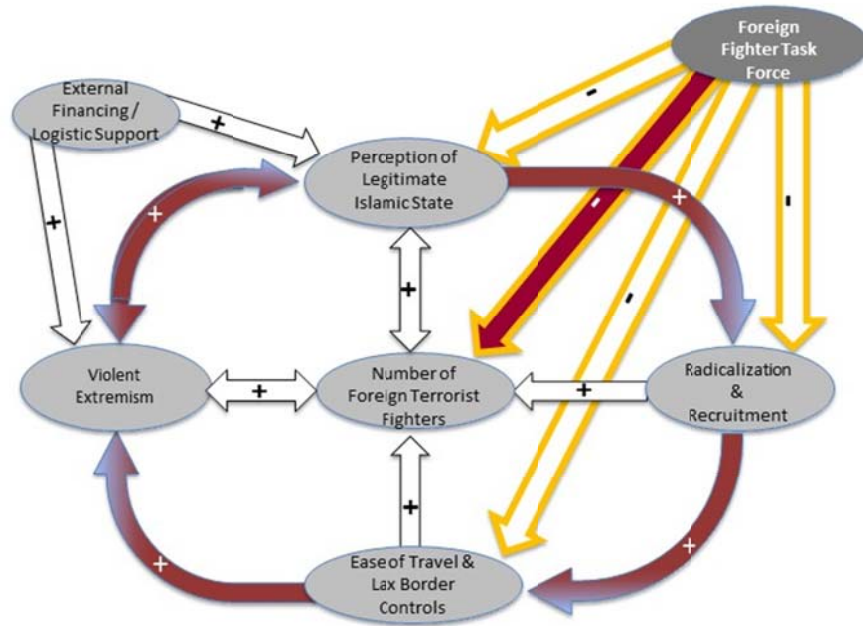 Foreign
Fighter Task
Force
External
Financing /
Logistic Support
-
+
Perception of
Legitimate
Islamic State
+
+
+
-
-
-
+
Violent
Extremism
+
Number of
Foreign Terrorist
Fighters
+
Radicalization
&
Recruitment
+
+
+
Ease of Travel &
Lax Border
Controls